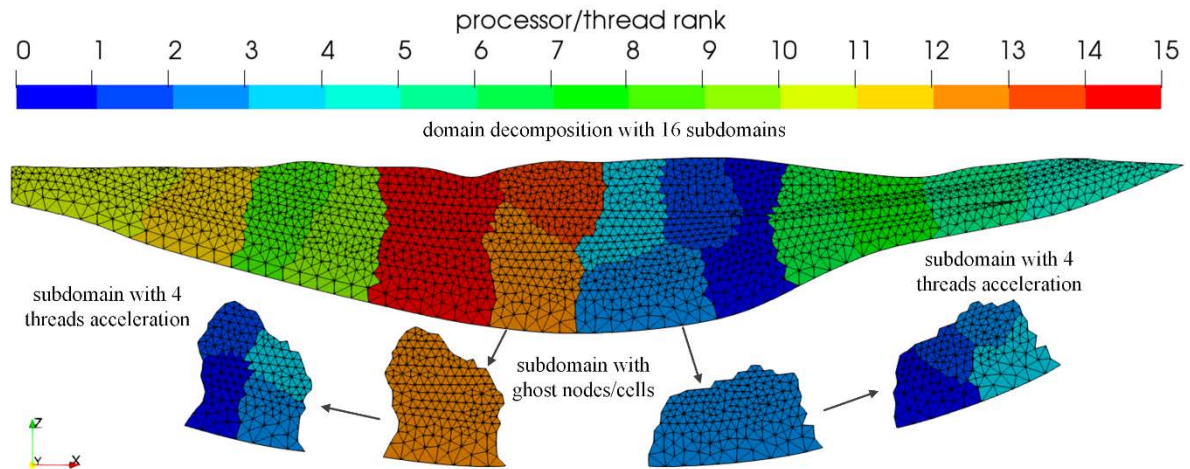 processor/thread rank
0 1 2 3 4 5 6 7 8 9 10 11 12 13 14 15
domain decomposition with 16 subdomains
subdomain with 4
threads acceleration
subdomain with 4
threads acceleration
subdomain with
ghost nodes/cells
Z
Y X